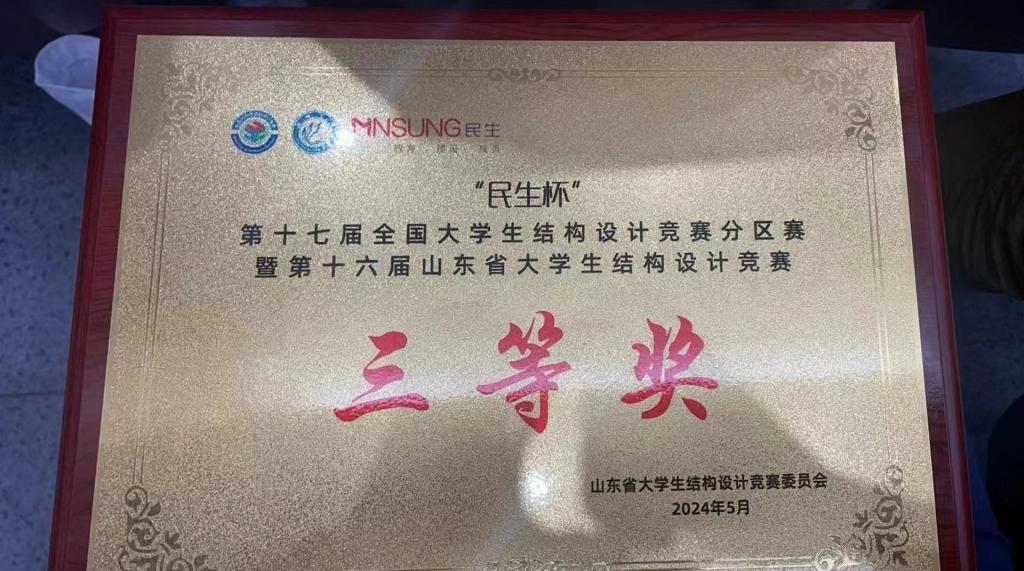 MNSUNG民生
"民生杯"
第十七届全国大学生结构设计竞赛分区赛
暨第十六届山东省大学生结构设计竞赛
三等奖
山东省大学生结构设计竞赛委员会
2024年5月